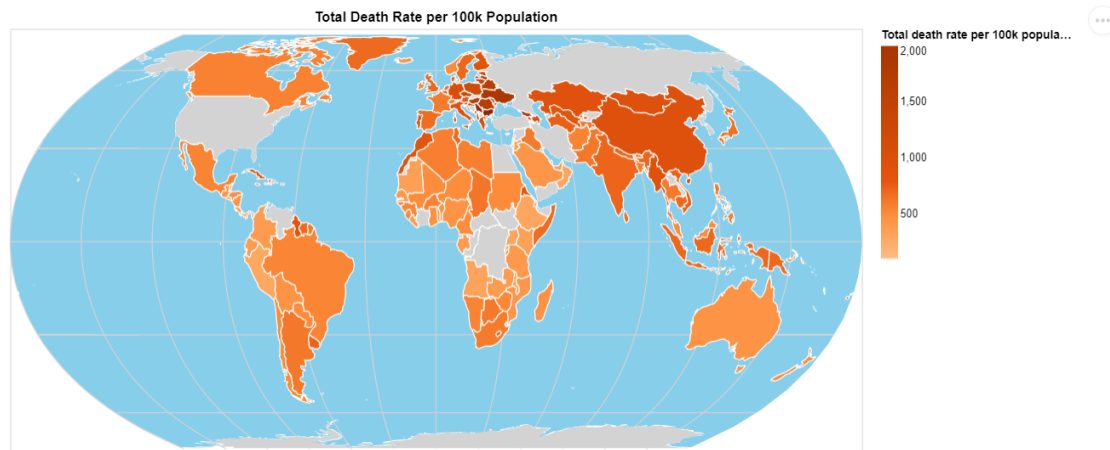 Total Death Rate per 100k Population
Total death rate per 100k popula…
2,000
1,500
1,000
500